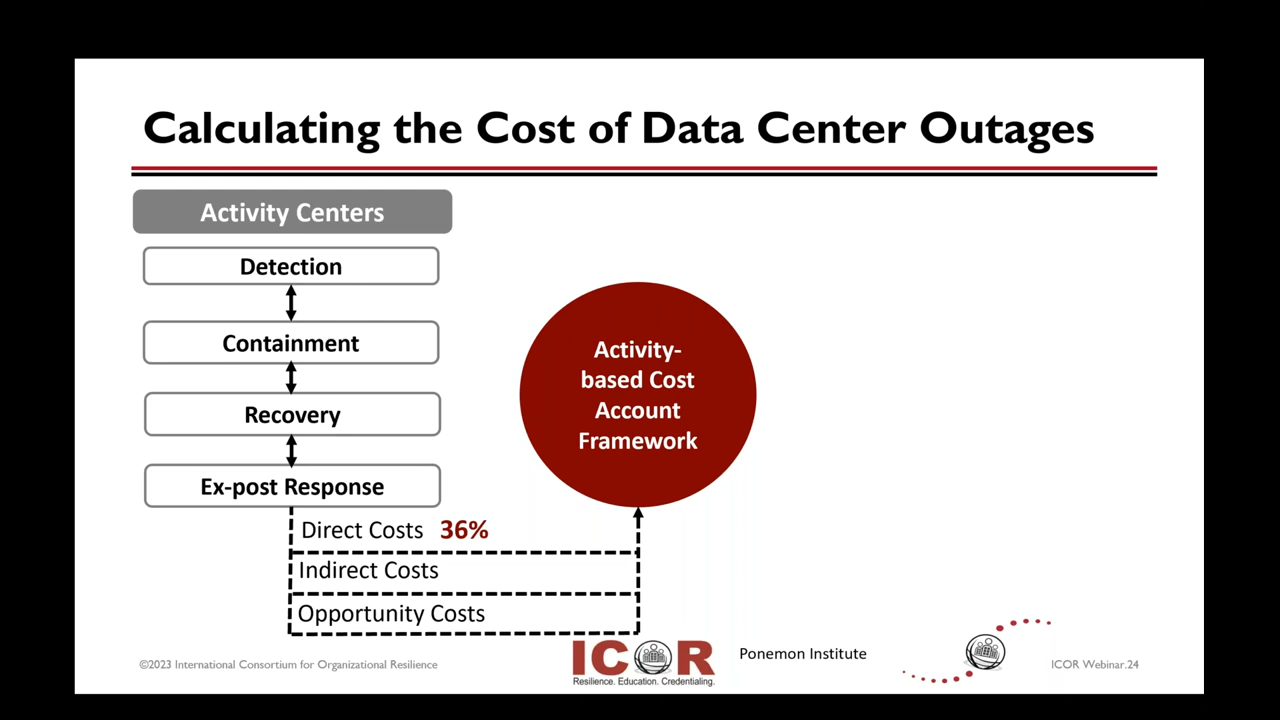 Calculating the Cost of Data Center Outages
Activity Centers
Detection
Containment
Recovery
Ex-post Response
Direct Costs 36%
Indirect Costs
Opportunity Costs
Activity-
based Cost
Account
Framework
©2023 International Consortium for Organizational Resilience
ICOR
Resilience. Education. Credentialing.
Ponemon Institute
ICOR Webinar.24